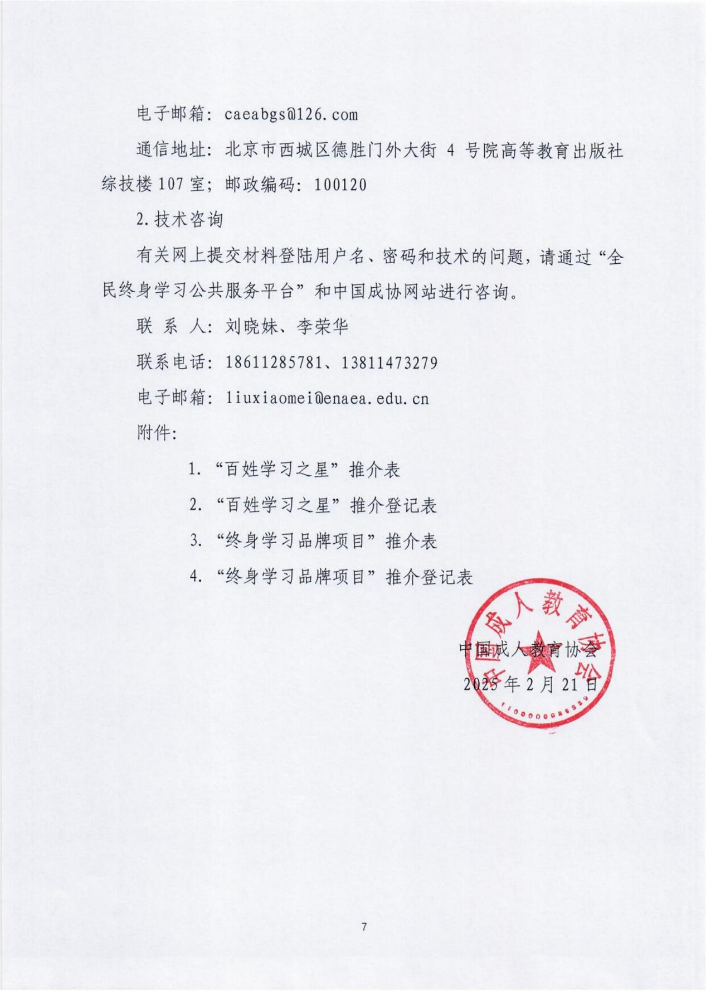 电子邮箱：caeabgs@126.com
通信地址：北京市西城区德胜门外大街 4 号院高等教育出版社
综技楼 107 室；邮政编码：100120
2.技术咨询
有关网上提交材料登陆用户名、密码和技术的问题，请通过“全
民终身学习公共服务平台”和中国成协网站进行咨询。
联 系 人：刘晓妹、李荣华
联系电话：18611285781、13811473279
电子邮箱：liuxiaomei@enaea.edu.cn
附件：
1. “百姓学习之星”推介表
2. “百姓学习之星”推介登记表
3. “终身学习品牌项目”推介表
4. “终身学习品牌项目”推介登记表
中国成人教育协会
中国成人教育协会
2025 年 2 月 21 日
7